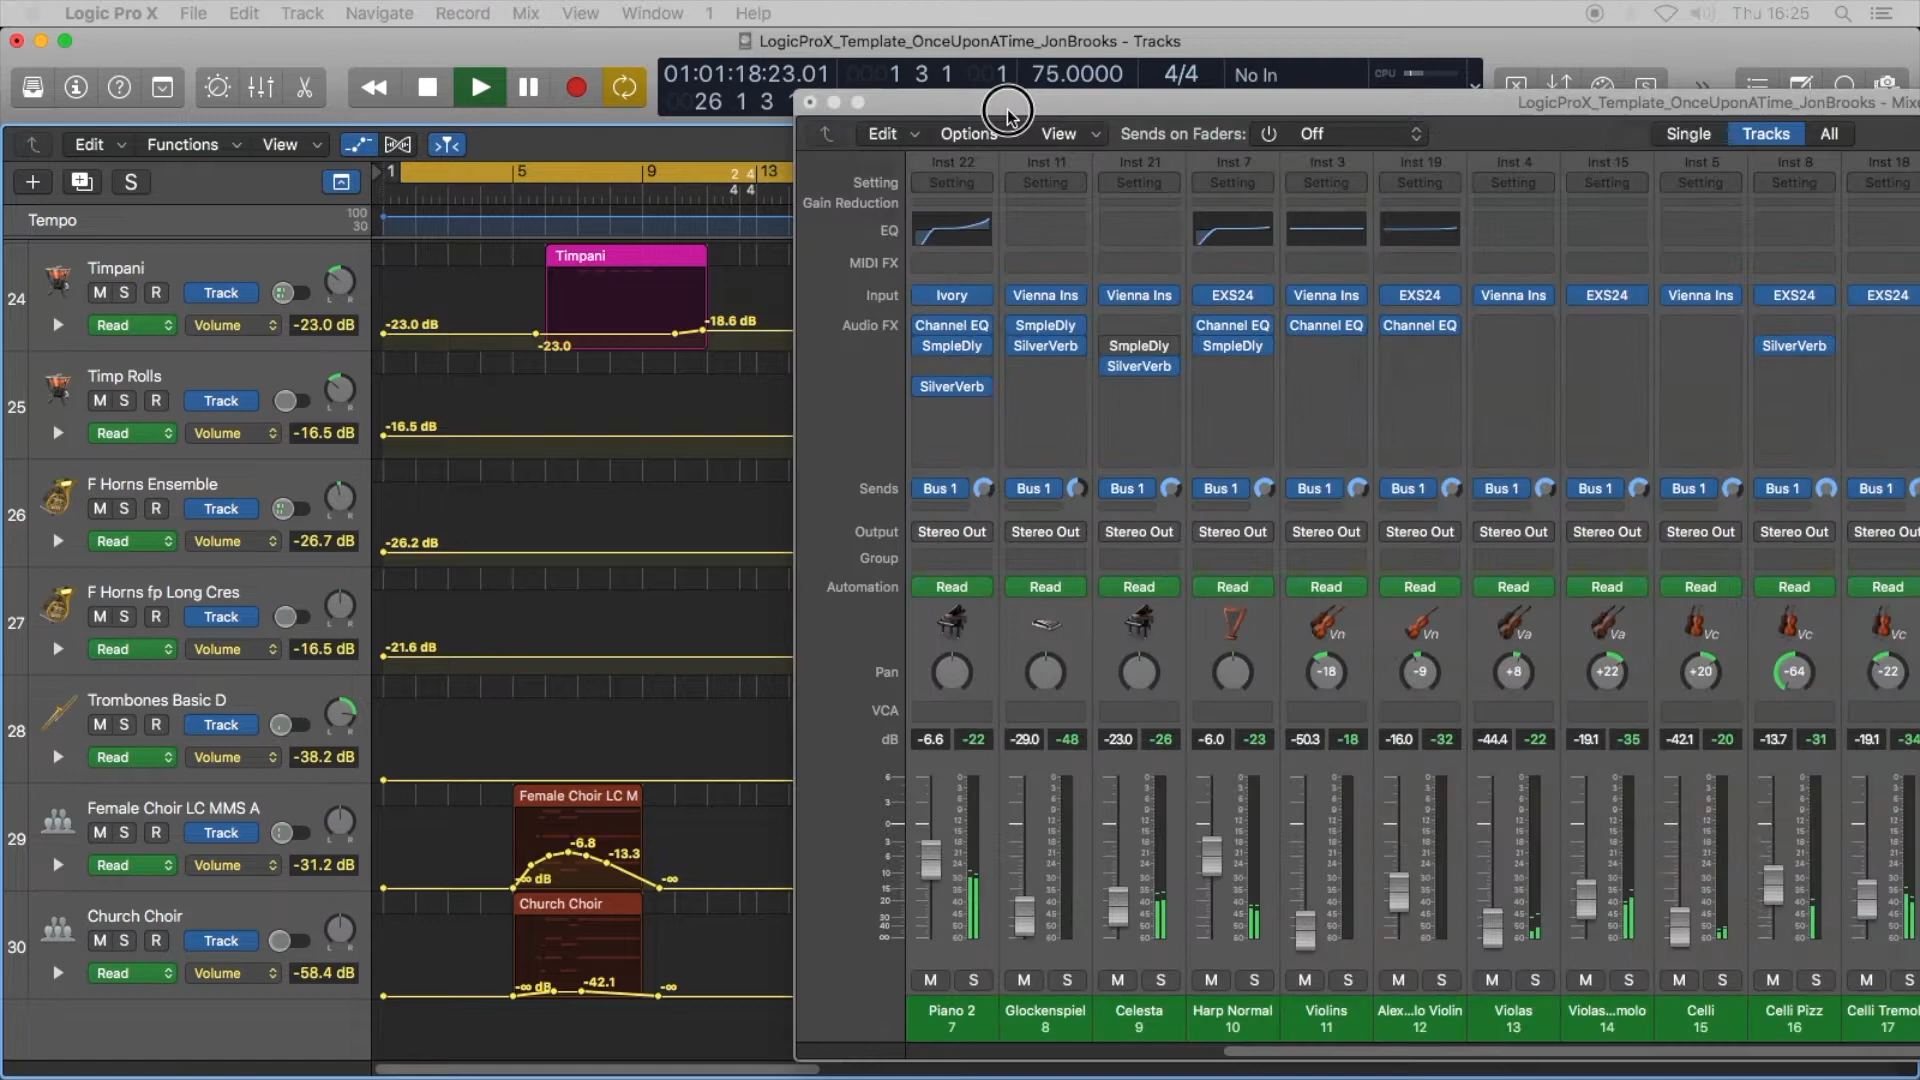 Logic Pro X File Edit Track Navigate Record Mix View Window 1 Help Thu 16:25
LogicProX_Template_OnceUponATime_JonBrooks - Tracks
01:01:18:23.01 1 3 1 1 75.0000 4/4 No In CPU
26 1 3
LogicProX_Template_OnceUponATime_JonBrooks - Mixe
Edit Functions View
Edit Options View Sends on Faders: Off Single Tracks All
1 5 9 2 4 13
4 4
S
Tempo 100
30
24 Timpani
M S R Track
Read Volume -23.0 dB
Timpani
-23.0 dB -18.6 dB
-23.0
25 Timp Rolls
M S R Track
Read Volume -16.5 dB
-16.5 dB
26 F Horns Ensemble
M S R Track
Read Volume -26.7 dB
-26.2 dB
27 F Horns fp Long Cres
M S R Track
Read Volume -16.5 dB
-21.6 dB
28 Trombones Basic D
M S R Track
Read Volume -38.2 dB
29 Female Choir LC MMS A
M S R Track
Read Volume -31.2 dB
Female Choir LC M
-6.8
-13.3
-∞ dB -∞
30 Church Choir
M S R Track
Read Volume -58.4 dB
Church Choir
-∞ dB -42.1 -∞
Inst 22 Inst 11 Inst 21 Inst 7 Inst 3 Inst 19 Inst 4 Inst 15 Inst 5 Inst 8 Inst 18
Setting Setting Setting Setting Setting Setting Setting Setting Setting Setting Setting Setting
Gain Reduction
EQ
MIDI FX
Input Ivory Vienna Ins Vienna Ins EXS24 Vienna Ins EXS24 Vienna Ins EXS24 Vienna Ins EXS24 EXS24
Audio FX Channel EQ SmpleDly Channel EQ Channel EQ Channel EQ
SmpleDly SilverVerb SmpleDly SmpleDly SilverVerb
SilverVerb
SilverVerb
Sends Bus 1 Bus 1 Bus 1 Bus 1 Bus 1 Bus 1 Bus 1 Bus 1 Bus 1 Bus 1 Bus 1
Output Stereo Out Stereo Out Stereo Out Stereo Out Stereo Out Stereo Out Stereo Out Stereo Out Stereo Out Stereo Out Stereo Out
Group
Automation Read Read Read Read Read Read Read Read Read Read Read
Vn Vn Va Va Vc Vc Vc
Pan -18 -9 +8 +22 +20 -64 -22
VCA
dB -6.6 -22 -29.0 -48 -23.0 -26 -6.0 -23 -50.3 -18 -16.0 -32 -44.4 -22 -19.1 -35 -42.1 -20 -13.7 -31 -19.1 -34
M S M S M S M S M S M S M S M S M S M S M S
Piano 2 Glockenspiel Celesta Harp Normal Violins Alex...lo Violin Violas Violas...molo Celli Celli Pizz Celli Tremol
7 8 9 10 11 12 13 14 15 16 17